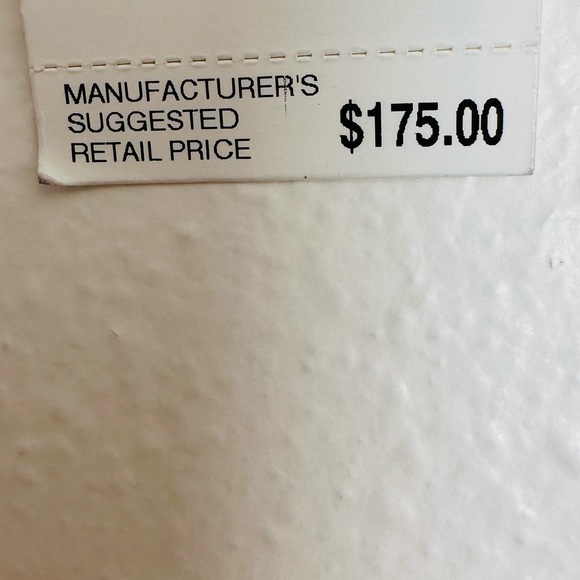 MANUFACTURER'S
SUGGESTED
RETAIL PRICE
$175.00